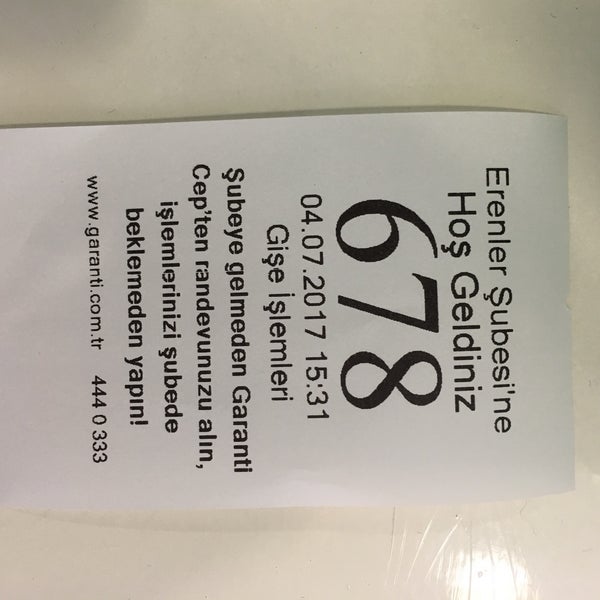 Erenler Şubesi'ne
Hoş Geldiniz
678
04.07.2017 15:31
Gişe İşlemleri
Şubeye gelmeden Garanti
Cep'ten randevunuzu alın,
işlemlerinizi şubede
beklemeden yapın!
www.garanti.com.tr 444 0 333